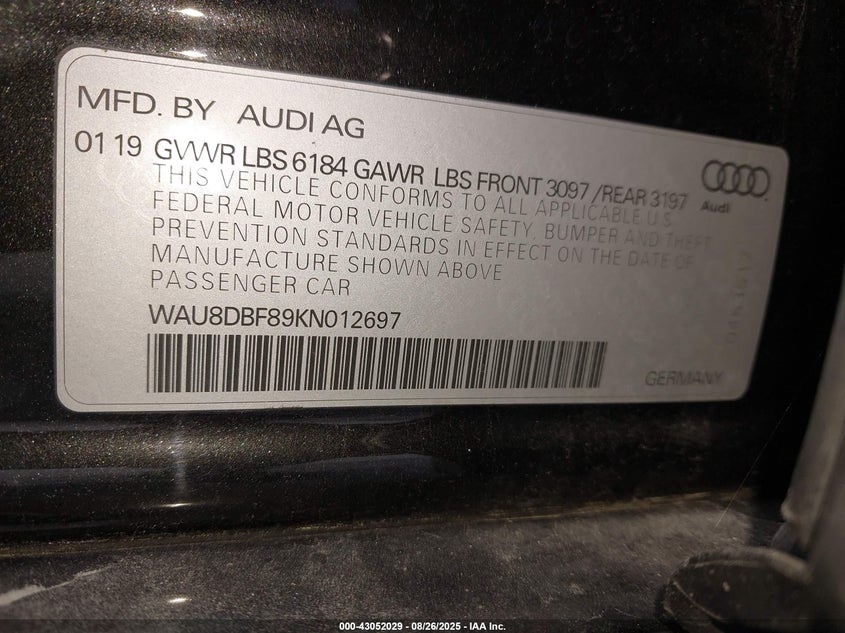 MFD. BY AUDI AG
01 19 GVWR LBS 6184 GAWR LBS FRONT 3097 / REAR 3197
THIS VEHICLE CONFORMS TO ALL APPLICABLE U.S.
FEDERAL MOTOR VEHICLE SAFETY, BUMPER AND THEFT
PREVENTION STANDARDS IN EFFECT ON THE DATE OF
MANUFACTURE SHOWN ABOVE
PASSENGER CAR
WAU8DBF89KN012697
Audi
GERMANY
000-43052029 - 08/26/2025 - IAA Inc.